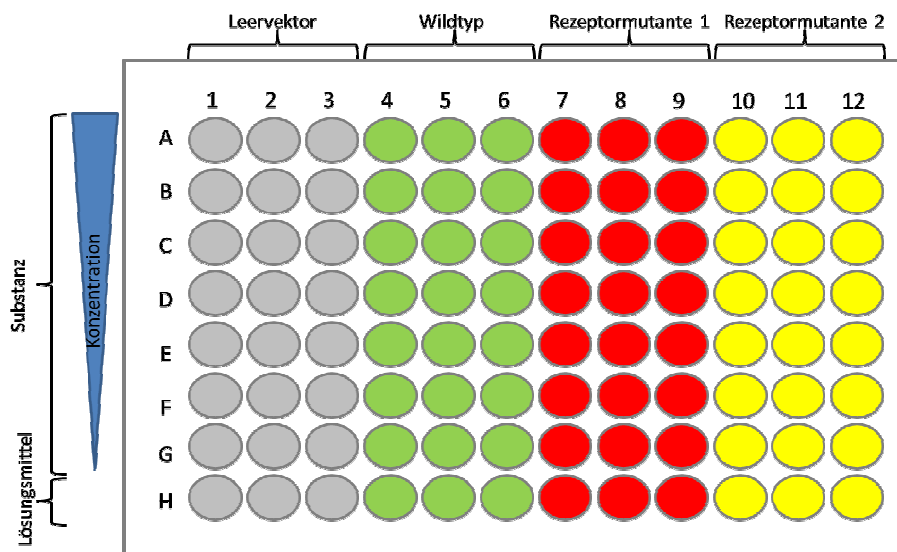 Leervektor Wildtyp Rezeptormutante 1 Rezeptormutante 2
1 2 3 4 5 6 7 8 9 10 11 12
A
B
C
D
E
F
G
H
Substanz
Konzentration
Lösungsmittel